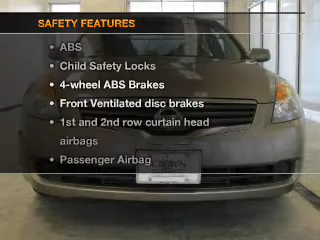 SAFETY FEATURES
• ABS
• Child Safety Locks
• 4-wheel ABS Brakes
• Front Ventilated disc brakes
• 1st and 2nd row curtain head
airbags
• Passenger Airbag
CROWN